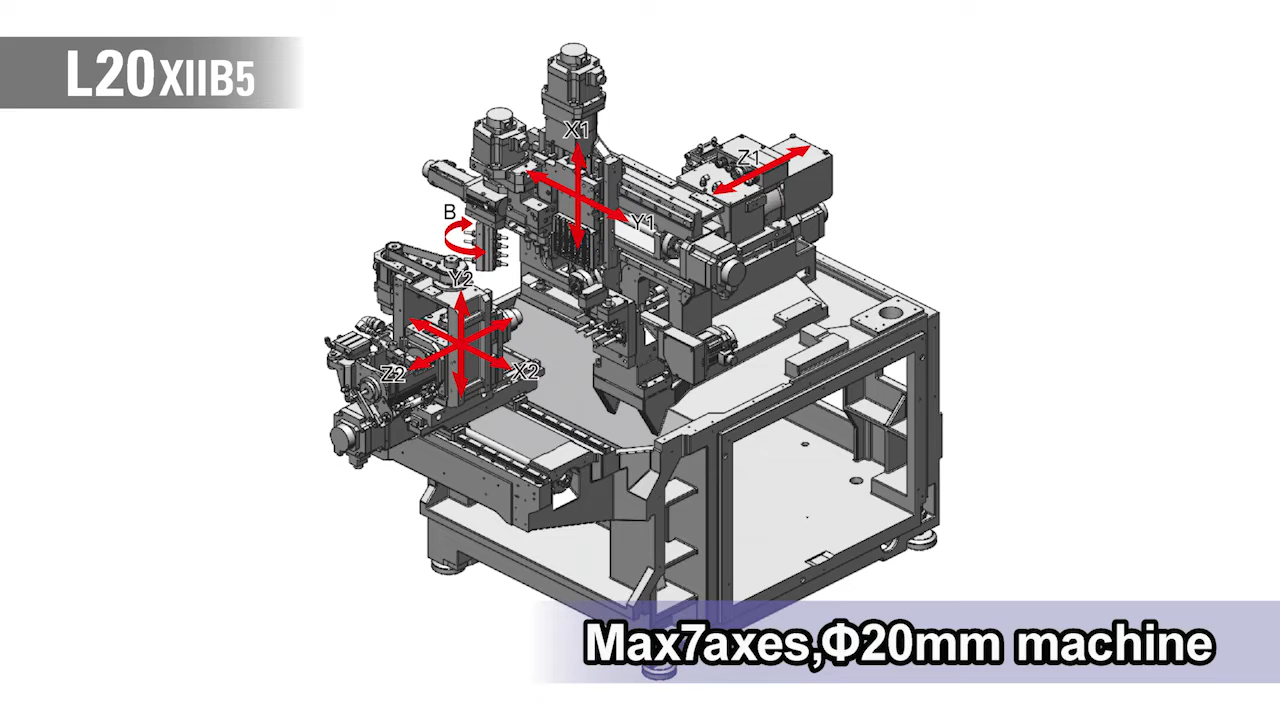 L20XIIB5
X1
Z1
Y1
B
Y2
Z2
X2
Max7axes,Φ20mm machine